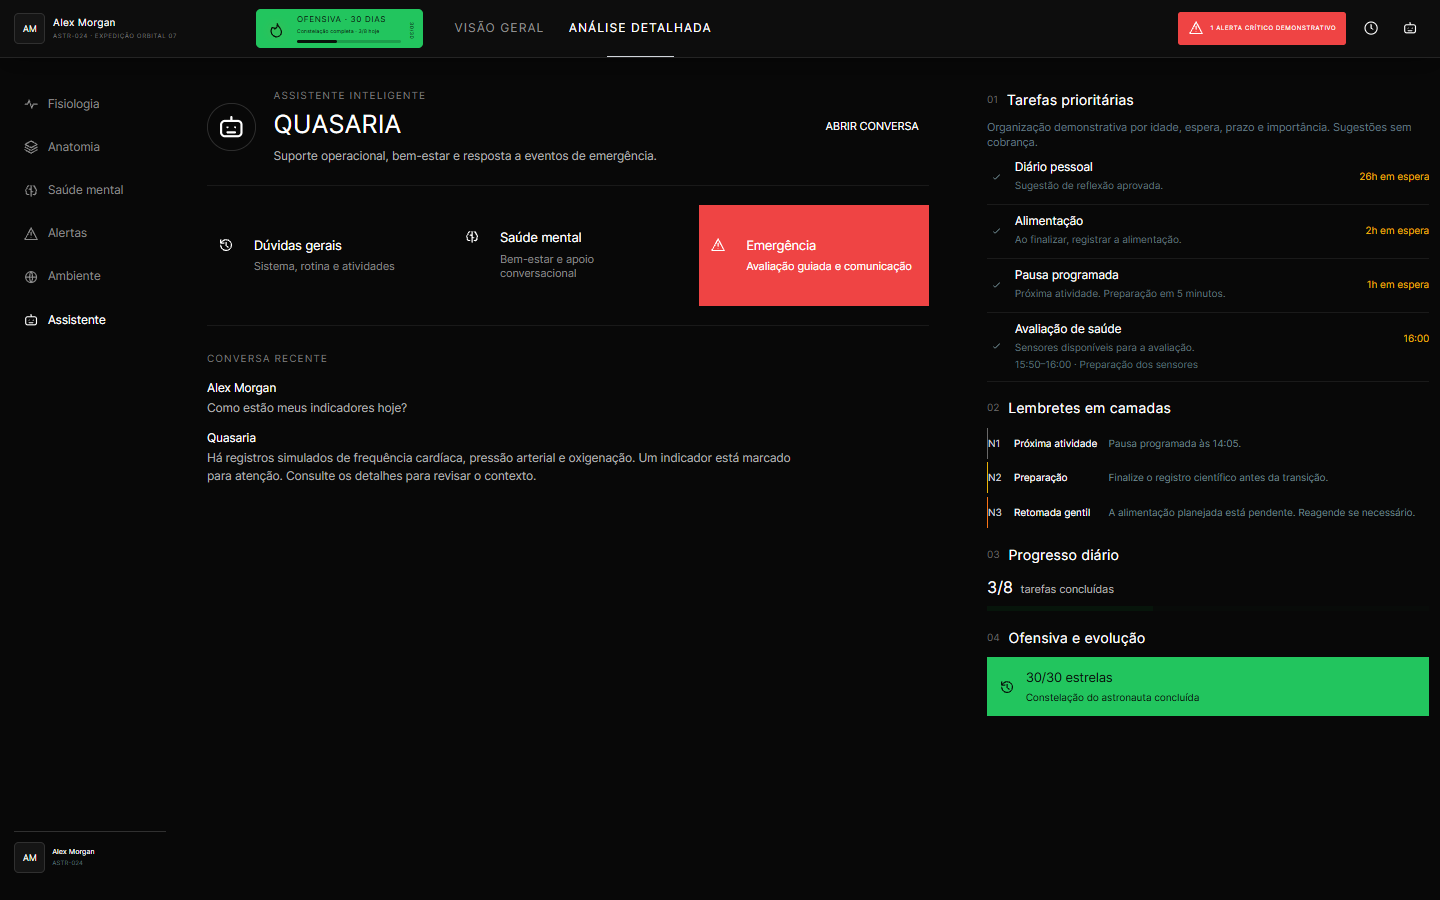 AM
Alex Morgan
ASTR-024 · EXPEDIÇÃO ORBITAL 07
OFENSIVA · 30 DIAS
Constelação completa · 3/8 hoje
30/30
VISÃO GERAL
ANÁLISE DETALHADA
1 ALERTA CRÍTICO DEMONSTRATIVO
Fisiologia
Anatomia
Saúde mental
Alertas
Ambiente
Assistente
AM
Alex Morgan
ASTR-024
ASSISTENTE INTELIGENTE
QUASARIA
Suporte operacional, bem-estar e resposta a eventos de emergência.
ABRIR CONVERSA
Dúvidas gerais
Sistema, rotina e atividades
Saúde mental
Bem-estar e apoio
conversacional
Emergência
Avaliação guiada e comunicação
CONVERSA RECENTE
Alex Morgan
Como estão meus indicadores hoje?
Quasaria
Há registros simulados de frequência cardíaca, pressão arterial e oxigenação. Um indicador está marcado
para atenção. Consulte os detalhes para revisar o contexto.
01 Tarefas prioritárias
Organização demonstrativa por idade, espera, prazo e importância. Sugestões sem
cobrança.
Diário pessoal
Sugestão de reflexão aprovada.
26h em espera
Alimentação
Ao finalizar, registrar a alimentação.
2h em espera
Pausa programada
Próxima atividade. Preparação em 5 minutos.
1h em espera
Avaliação de saúde
Sensores disponíveis para a avaliação.
15:50–16:00 · Preparação dos sensores
16:00
02 Lembretes em camadas
N1 Próxima atividade Pausa programada às 14:05.
N2 Preparação Finalize o registro científico antes da transição.
N3 Retomada gentil A alimentação planejada está pendente. Reagende se necessário.
03 Progresso diário
3/8 tarefas concluídas
04 Ofensiva e evolução
30/30 estrelas
Constelação do astronauta concluída